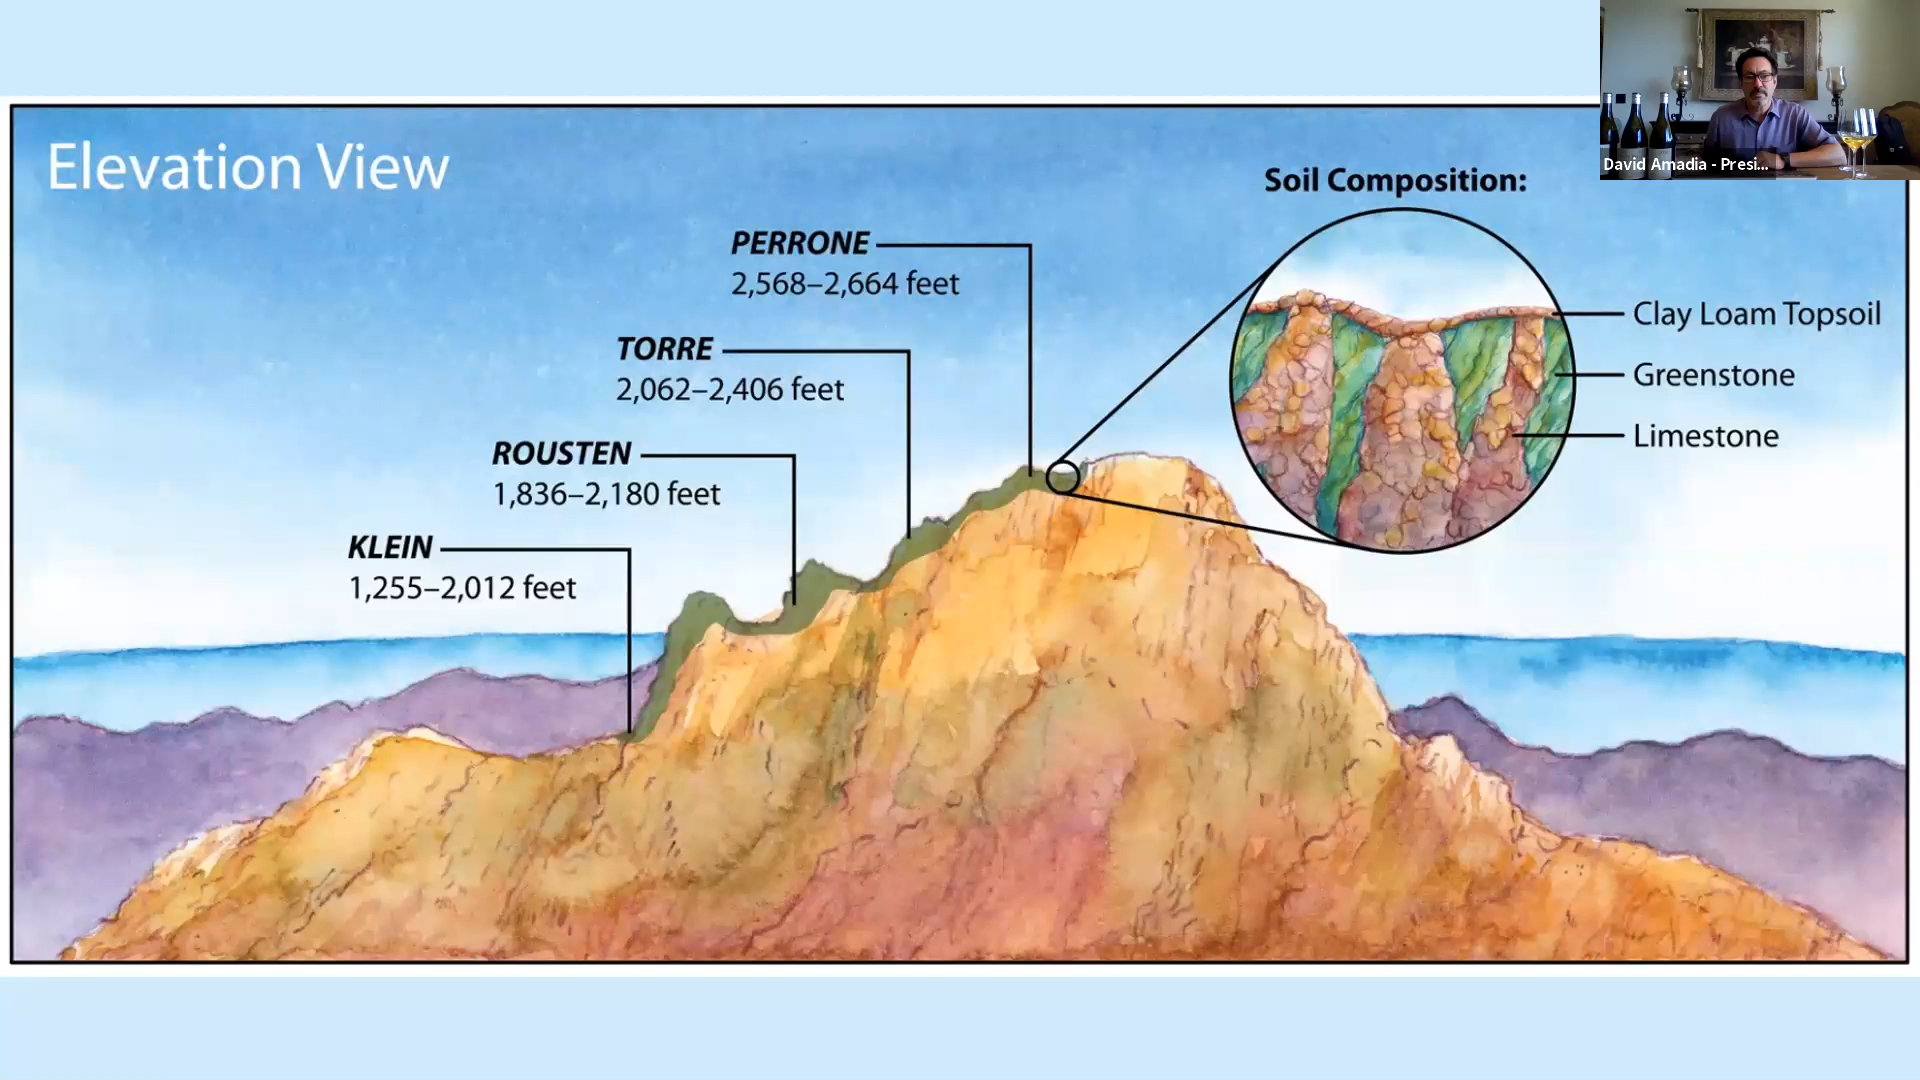 David Amadia - Presi...
Elevation View
Soil Composition:
PERRONE
2,568–2,664 feet
TORRE
2,062–2,406 feet
ROUSTEN
1,836–2,180 feet
KLEIN
1,255–2,012 feet
Clay Loam Topsoil
Greenstone
Limestone